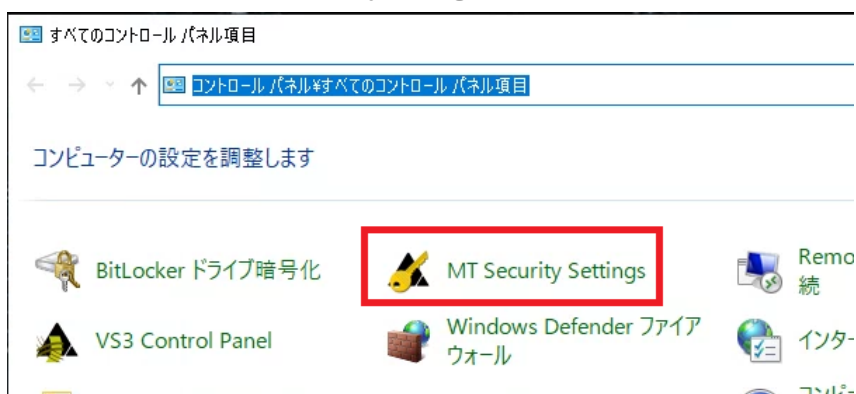 すべてのコントロール パネル項目
コントロール パネル¥すべてのコントロール パネル項目
コンピューターの設定を調整します
BitLocker ドライブ暗号化
MT Security Settings
Remo
続
VS3 Control Panel
Windows Defender ファイア
ウォール
インター